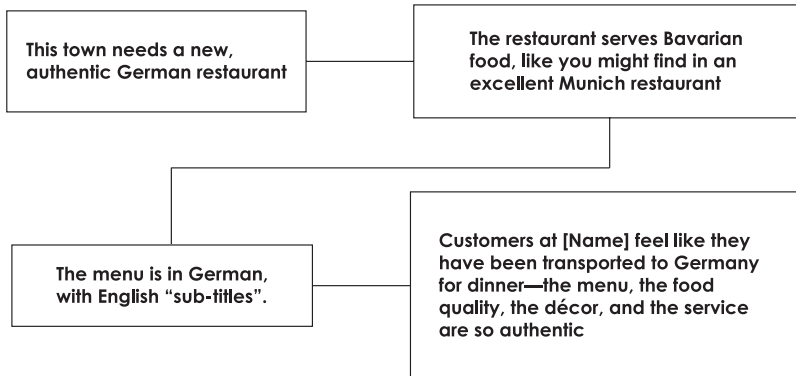 This town needs a new,
authentic German restaurant
The restaurant serves Bavarian
food, like you might find in an
excellent Munich restaurant
The menu is in German,
with English “sub-titles”.
Customers at [Name] feel like they
have been transported to Germany
for dinner—the menu, the food
quality, the décor, and the service
are so authentic